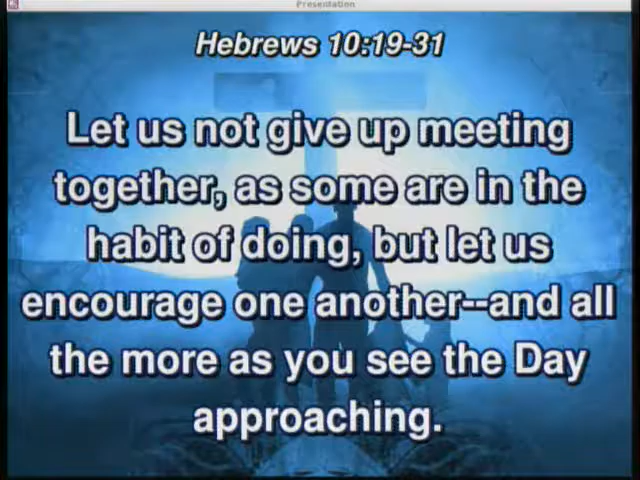 Presentation
Hebrews 10:19-31
Let us not give up meeting
together, as some are in the
habit of doing, but let us
encourage one another--and all
the more as you see the Day
approaching.